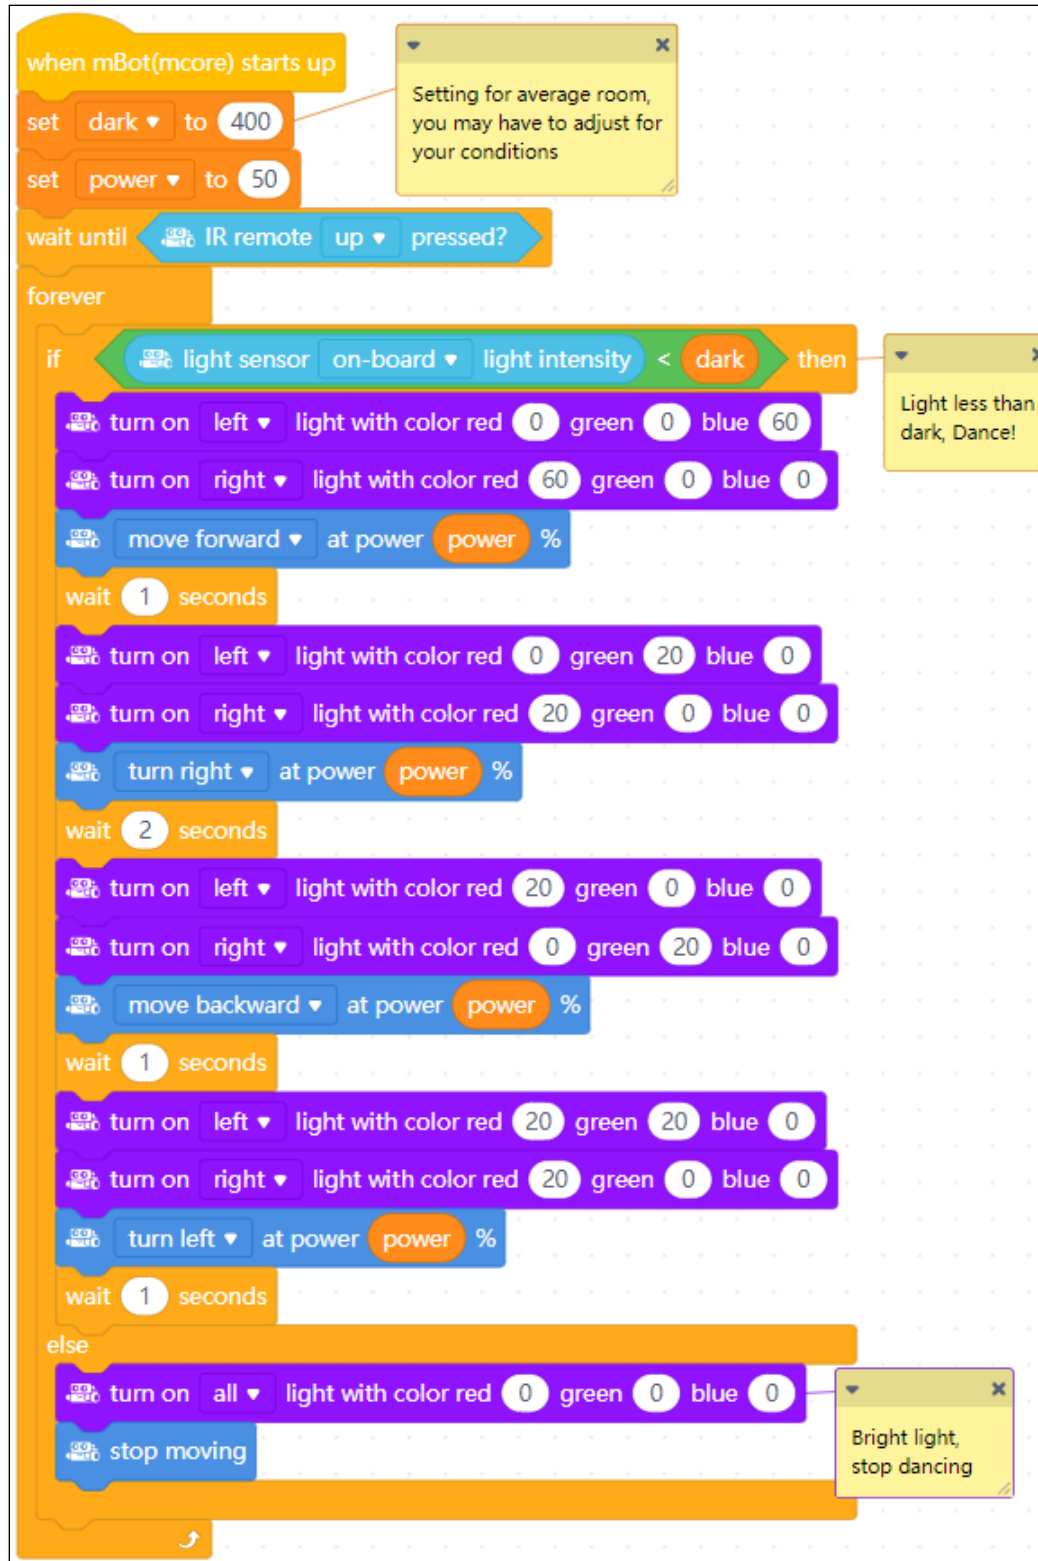 when mBot(mcore) starts up
set dark to 400
Setting for average room,
you may have to adjust for
your conditions
set power to 50
wait until IR remote up pressed?
forever
if light sensor on-board light intensity < dark then
Light less than
dark, Dance!
turn on left light with color red 0 green 0 blue 60
turn on right light with color red 60 green 0 blue 0
move forward at power power %
wait 1 seconds
turn on left light with color red 0 green 20 blue 0
turn on right light with color red 20 green 0 blue 0
turn right at power power %
wait 2 seconds
turn on left light with color red 20 green 0 blue 0
turn on right light with color red 0 green 20 blue 0
move backward at power power %
wait 1 seconds
turn on left light with color red 20 green 20 blue 0
turn on right light with color red 20 green 0 blue 0
turn left at power power %
wait 1 seconds
else
turn on all light with color red 0 green 0 blue 0
Bright light,
stop dancing
stop moving